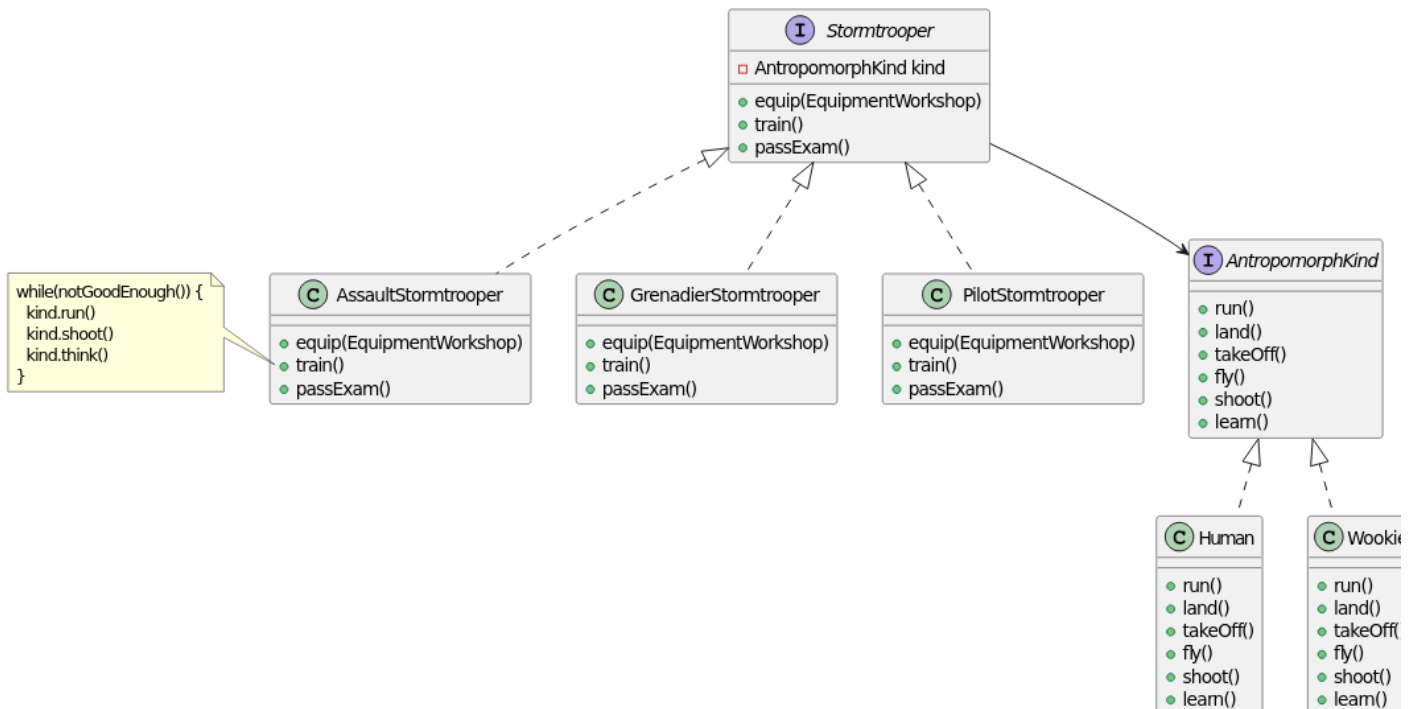 I
Stormtrooper
AntropomorphKind kind
equip(EquipmentWorkshop)
train()
passExam()
while(notGoodEnough()) {
kind.run()
kind.shoot()
kind.think()
}
C
AssaultStormtrooper
equip(EquipmentWorkshop)
train()
passExam()
C
GrenadierStormtrooper
equip(EquipmentWorkshop)
train()
passExam()
C
PilotStormtrooper
equip(EquipmentWorkshop)
train()
passExam()
I
AntropomorphKind
run()
land()
takeOff()
fly()
shoot()
learn()
C
Human
run()
land()
takeOff()
fly()
shoot()
learn()
C
Wookie
run()
land()
takeOff()
fly()
shoot()
learn()